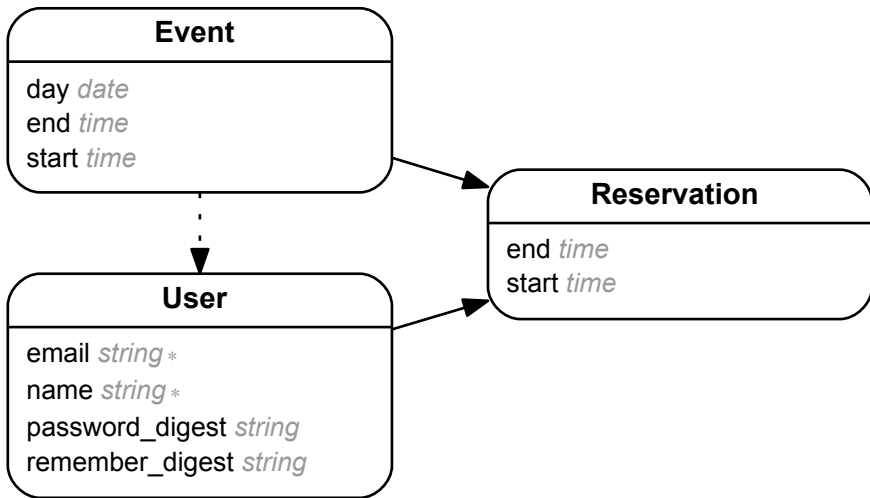 Event
day date
end time
start time
Reservation
end time
start time
User
email string *
name string *
password_digest string
remember_digest string